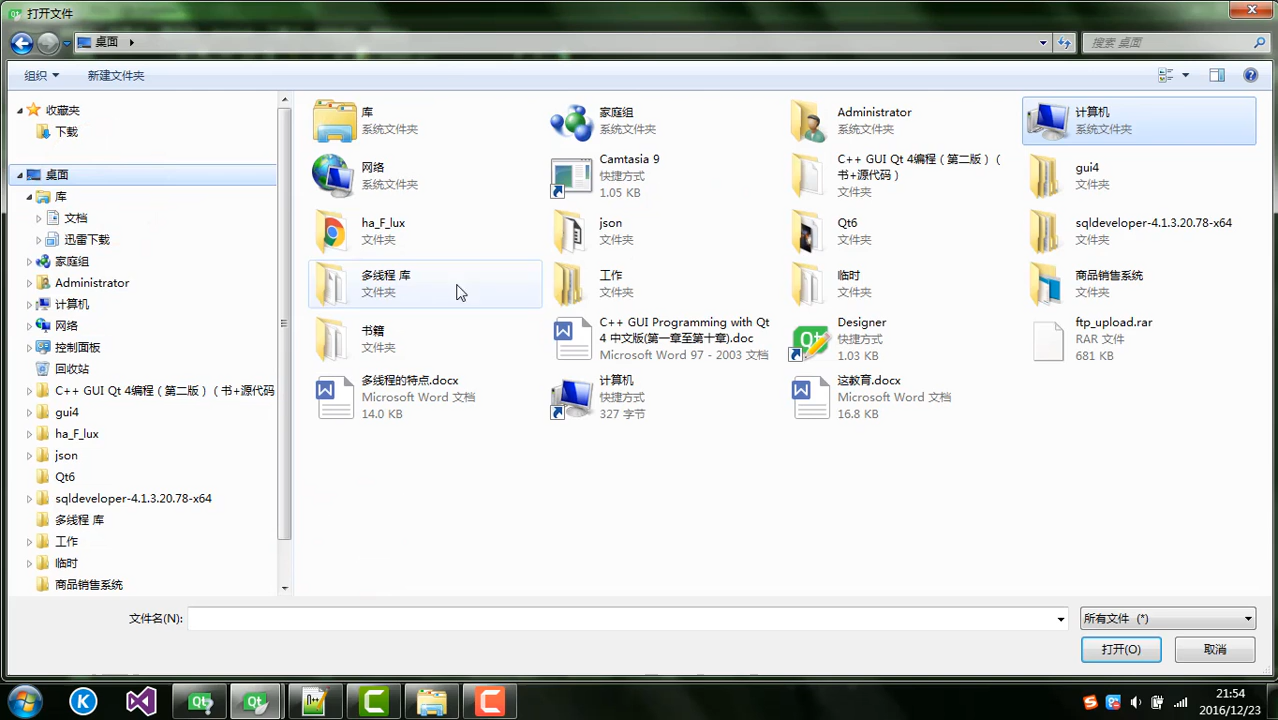 打开文件
桌面
搜索 桌面
组织
新建文件夹
收藏夹
下载
桌面
库
文档
迅雷下载
家庭组
Administrator
计算机
网络
控制面板
回收站
C++ GUI Qt 4编程（第二版）（书+源代码
gui4
ha_F_lux
json
Qt6
sqldeveloper-4.1.3.20.78-x64
多线程 库
工作
临时
商品销售系统
库
系统文件夹
家庭组
系统文件夹
Administrator
系统文件夹
计算机
系统文件夹
网络
系统文件夹
Camtasia 9
快捷方式
1.05 KB
C++ GUI Qt 4编程（第二版）（
书+源代码）
文件夹
gui4
文件夹
ha_F_lux
文件夹
json
文件夹
Qt6
文件夹
sqldeveloper-4.1.3.20.78-x64
文件夹
多线程 库
文件夹
工作
文件夹
临时
文件夹
商品销售系统
文件夹
书籍
文件夹
C++ GUI Programming with Qt
4 中文版(第一章至第十章).doc
Microsoft Word 97 - 2003 文档
Designer
快捷方式
1.03 KB
ftp_upload.rar
RAR 文件
681 KB
多线程的特点.docx
Microsoft Word 文档
14.0 KB
计算机
快捷方式
327 字节
这教育.docx
Microsoft Word 文档
16.8 KB
文件名(N):
所有文件 (*)
打开(O)
取消
21:54
2016/12/23